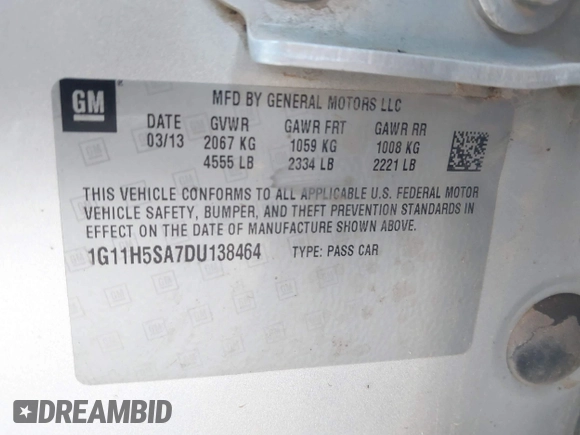 GM
MFD BY GENERAL MOTORS LLC
DATE GVWR GAWR FRT GAWR RR
03/13 2067 KG 1059 KG 1008 KG
4555 LB 2334 LB 2221 LB
THIS VEHICLE CONFORMS TO ALL APPLICABLE U.S. FEDERAL MOTOR
VEHICLE SAFETY, BUMPER, AND THEFT PREVENTION STANDARDS IN
EFFECT ON THE DATE OF MANUFACTURE SHOWN ABOVE.
1G11H5SA7DU138464 TYPE: PASS CAR
DREAMBID